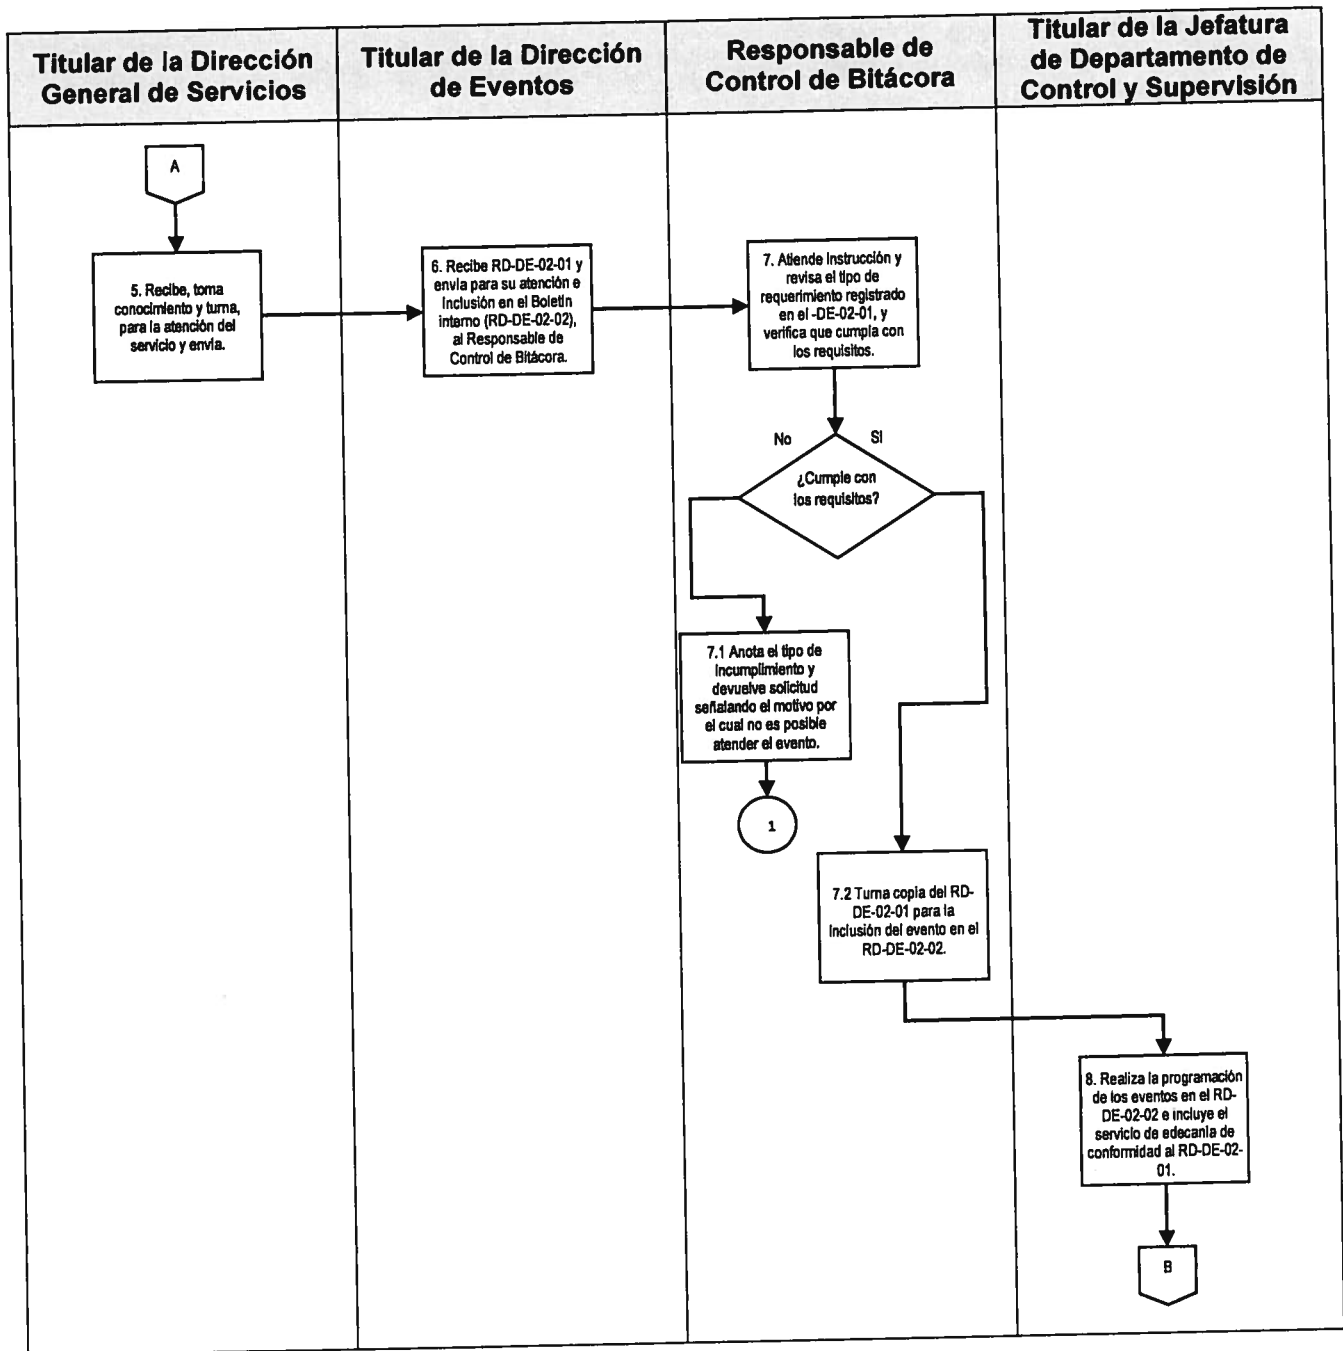 Titular de la Dirección
General de Servicios
Titular de la Dirección
de Eventos
Responsable de
Control de Bitácora
Titular de la Jefatura
de Departamento de
Control y Supervisión
A
5. Recibe, toma
conocimiento y turna,
para la atención del
servicio y envía.
6. Recibe RD-DE-02-01 y
envía para su atención e
inclusión en el Boletín
interno (RD-DE-02-02),
al Responsable de
Control de Bitácora.
7. Atiende instrucción y
revisa el tipo de
requerimiento registrado
en el -DE-02-01, y
verifica que cumpla con
los requisitos.
No
SI
¿Cumple con
los requisitos?
7.1 Anota el tipo de
incumplimiento y
devuelve solicitud
señalando el motivo por
el cual no es posible
atender el evento.
1
7.2 Turna copia del RD-
DE-02-01 para la
inclusión del evento en el
RD-DE-02-02.
8. Realiza la programación
de los eventos en el RD-
DE-02-02 e incluye el
servicio de edecanía de
conformidad al RD-DE-02-
01.
B